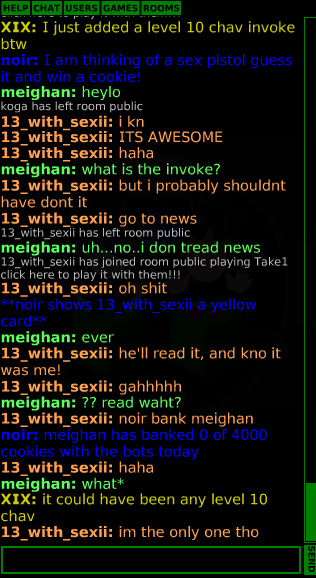 HELP CHAT USERS GAMES ROOMS
XIX: I just added a level 10 chav invoke
btw
noir: I am thinking of a sex pistol guess
it and win a cookie!
meighan: heylo
koga has left room public
13_with_sexii: i kn
13_with_sexii: ITS AWESOME
13_with_sexii: haha
meighan: what is the invoke?
13_with_sexii: but i probably shouldnt
have dont it
13_with_sexii: go to news
13_with_sexii has left room public
meighan: uh...no..i don tread news
13_with_sexii has joined room public playing Take1
click here to play it with them!!!
13_with_sexii: oh shit
**noir shows 13_with_sexii a yellow
card**
meighan: ever
13_with_sexii: he'll read it, and kno it
was me!
13_with_sexii: gahhhhh
meighan: ?? read waht?
13_with_sexii: noir bank meighan
noir: meighan has banked 0 of 4000
cookies with the bots today
13_with_sexii: haha
meighan: what*
XIX: it could have been any level 10
chav
13_with_sexii: im the only one tho
SEND